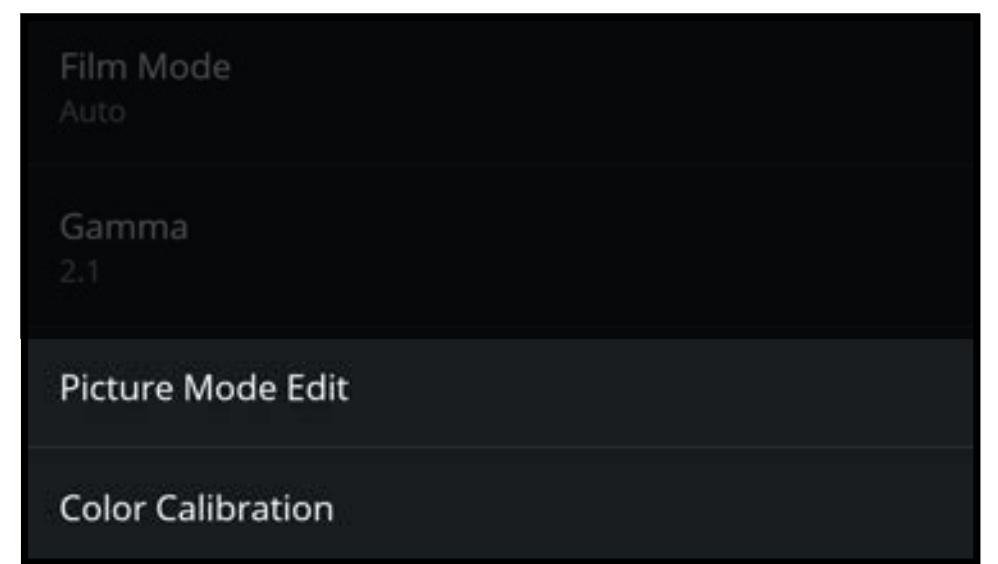 Film Mode
Auto
Gamma
2.1
Picture Mode Edit
Color Calibration